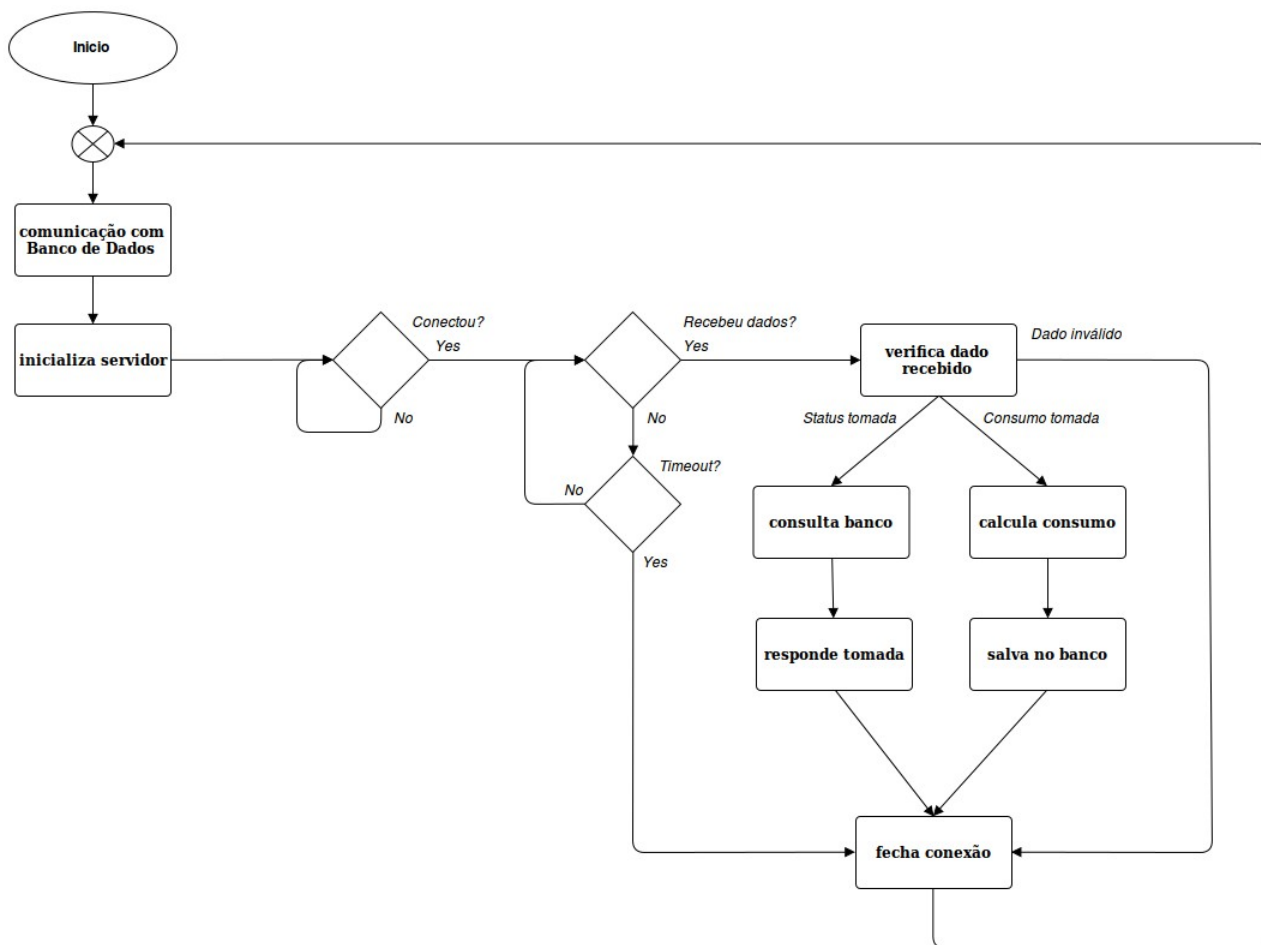 Inicio
comunicação com
Banco de Dados
inicializa servidor
Conectou?
Yes
No
Recebeu dados?
Yes
No
Timeout?
No
Yes
verifica dado
recebido
Dado inválido
Status tomada
Consumo tomada
consulta banco
calcula consumo
responde tomada
salva no banco
fecha conexão